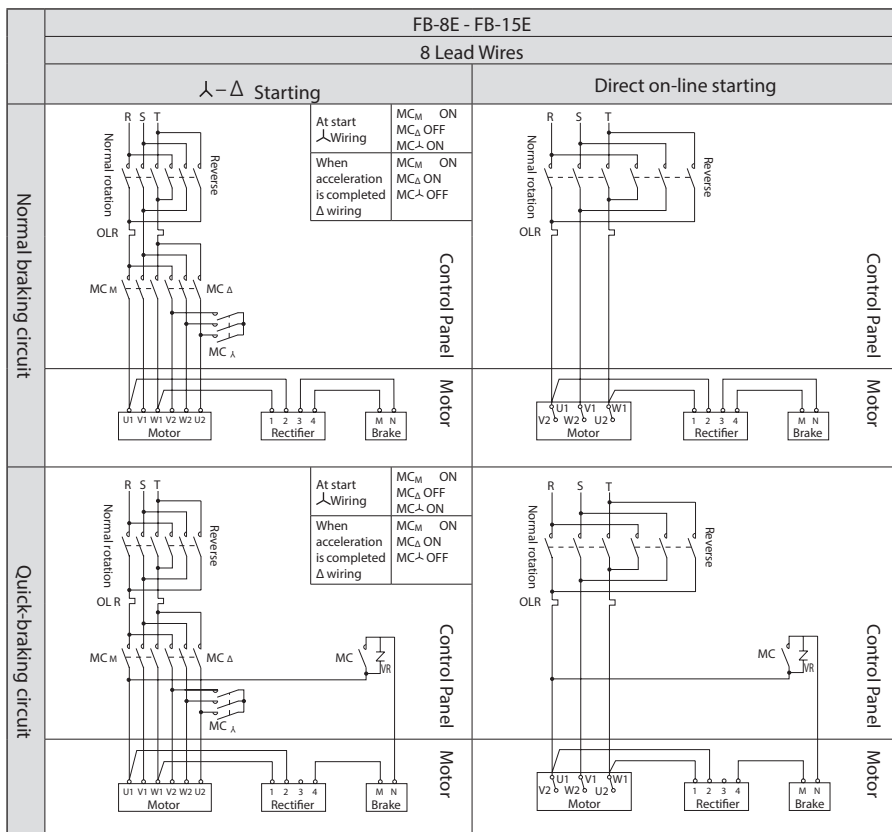 FB-8E - FB-15E
8 Lead Wires
⅄-Δ Starting
Direct on-line starting
Normal braking circuit
R S T
Normal rotation
Reverse
OLR
MC M
MC Δ
MC ⅄
At start
⅄Wiring
MCM ON
MCΔ OFF
MC⅄ ON
When
acceleration
is completed
Δ wiring
MCM ON
MCΔ ON
MC⅄ OFF
Control Panel
Motor
U1 V1 W1 V2 W2 U2
Motor
1 2 3 4
Rectifier
M N
Brake
R S T
Normal rotation
Reverse
OLR
Control Panel
Motor
U1 V1 W1
V2 W2 U2
Motor
1 2 3 4
Rectifier
M N
Brake
Quick-braking circuit
R S T
Normal rotation
Reverse
OL R
MC M
MC Δ
MC ⅄
MC
VR
At start
⅄Wiring
MCM ON
MCΔ OFF
MC⅄ ON
When
acceleration
is completed
Δ wiring
MCM ON
MCΔ ON
MC⅄ OFF
Control Panel
Motor
U1 V1 W1 V2 W2 U2
Motor
1 2 3 4
Rectifier
M N
Brake
R S T
Normal rotation
Reverse
OLR
MC
VR
Control Panel
Motor
U1 V1 W1
V2 W2 U2
Motor
1 2 3 4
Rectifier
M N
Brake